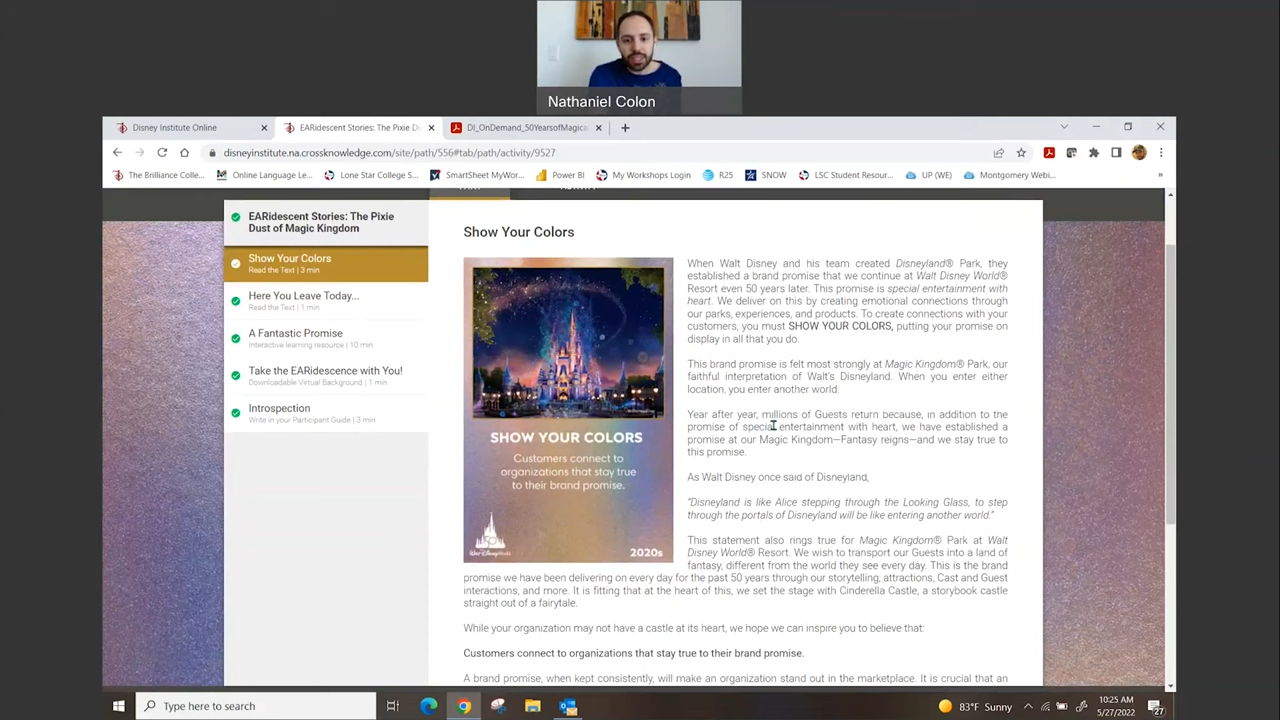 Nathaniel Colon
Disney Institute Online
EARidescent Stories: The Pixie D
DI_OnDemand_50YearsofMagica
disneyinstitute.na.crossknowledge.com/site/path/556#tab/path/activity/9527
The Brilliance Colle...
Online Language Le...
Lone Star College S...
SmartSheet MyWor...
Power BI
My Workshops Login
R25
SNOW
LSC Student Resour...
UP (WE)
Montgomery Webi...
»
EARidescent Stories: The Pixie
Dust of Magic Kingdom
Show Your Colors
Read the Text | 3 min
Here You Leave Today...
Read the Text | 1 min
A Fantastic Promise
Interactive learning resource | 10 min
Take the EARidescence with You!
Downloadable Virtual Background | 1 min
Introspection
Write in your Participant Guide | 3 min
Show Your Colors
SHOW YOUR COLORS
Customers connect to
organizations that stay true
to their brand promise.
Walt Disney World
2020s
When Walt Disney and his team created Disneyland® Park, they
established a brand promise that we continue at Walt Disney World®
Resort even 50 years later. This promise is special entertainment with
heart. We deliver on this by creating emotional connections through
our parks, experiences, and products. To create connections with your
customers, you must SHOW YOUR COLORS, putting your promise on
display in all that you do.
This brand promise is felt most strongly at Magic Kingdom® Park, our
faithful interpretation of Walt's Disneyland. When you enter either
location, you enter another world.
Year after year, millions of Guests return because, in addition to the
promise of special entertainment with heart, we have established a
promise at our Magic Kingdom—Fantasy reigns—and we stay true to
this promise.
As Walt Disney once said of Disneyland,
"Disneyland is like Alice stepping through the Looking Glass, to step
through the portals of Disneyland will be like entering another world."
This statement also rings true for Magic Kingdom® Park at Walt
Disney World® Resort. We wish to transport our Guests into a land of
fantasy, different from the world they see every day. This is the brand
promise we have been delivering on every day for the past 50 years through our storytelling, attractions, Cast and Guest
interactions, and more. It is fitting that at the heart of this, we set the stage with Cinderella Castle, a storybook castle
straight out of a fairytale.
While your organization may not have a castle at its heart, we hope we can inspire you to believe that:
Customers connect to organizations that stay true to their brand promise.
A brand promise, when kept consistently, will make an organization stand out in the marketplace. It is crucial that an
Type here to search
83°F Sunny
10:25 AM
5/27/2022
27